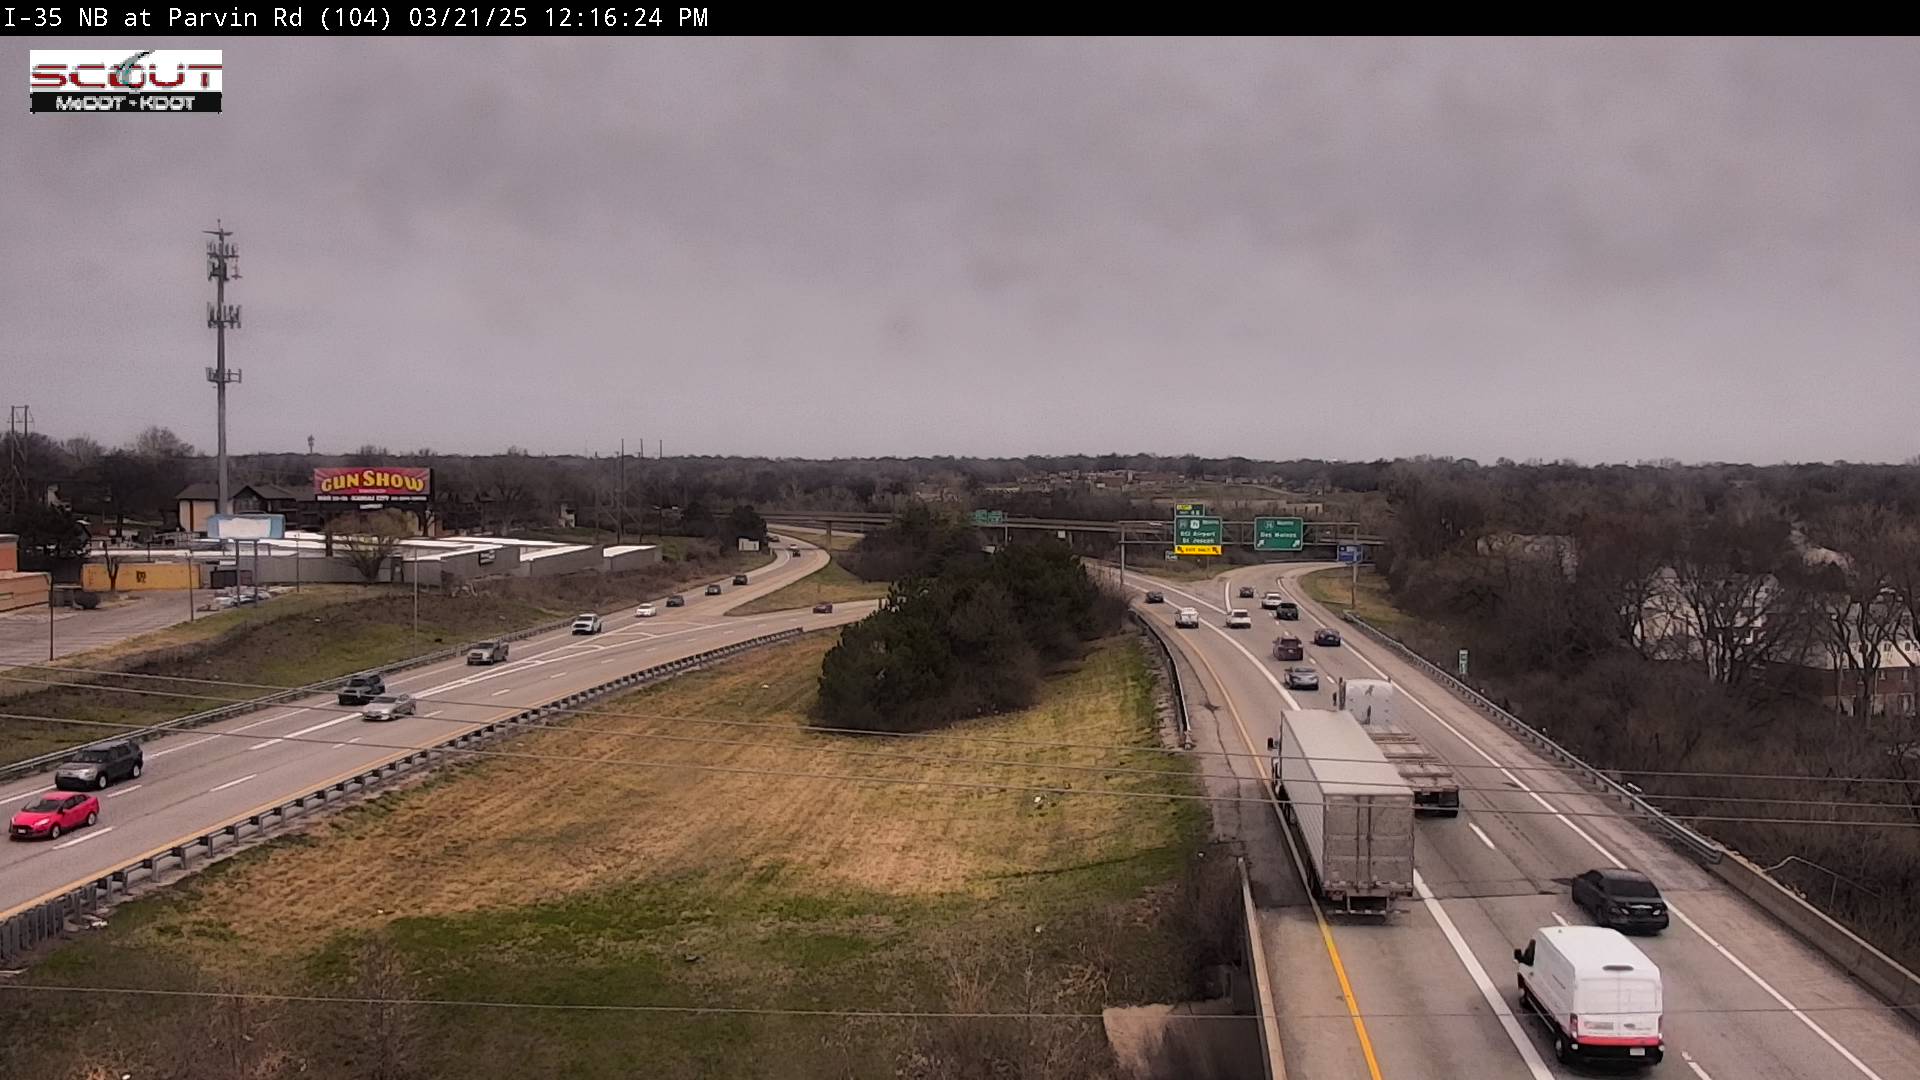 I-35 NB at Parvin Rd (104) 03/21/25 12:16:24 PM
SCOUT
MoDOT - KDOT
GUN SHOW
LEFT
North
KCI Airport
St Joseph
North
Des Moines